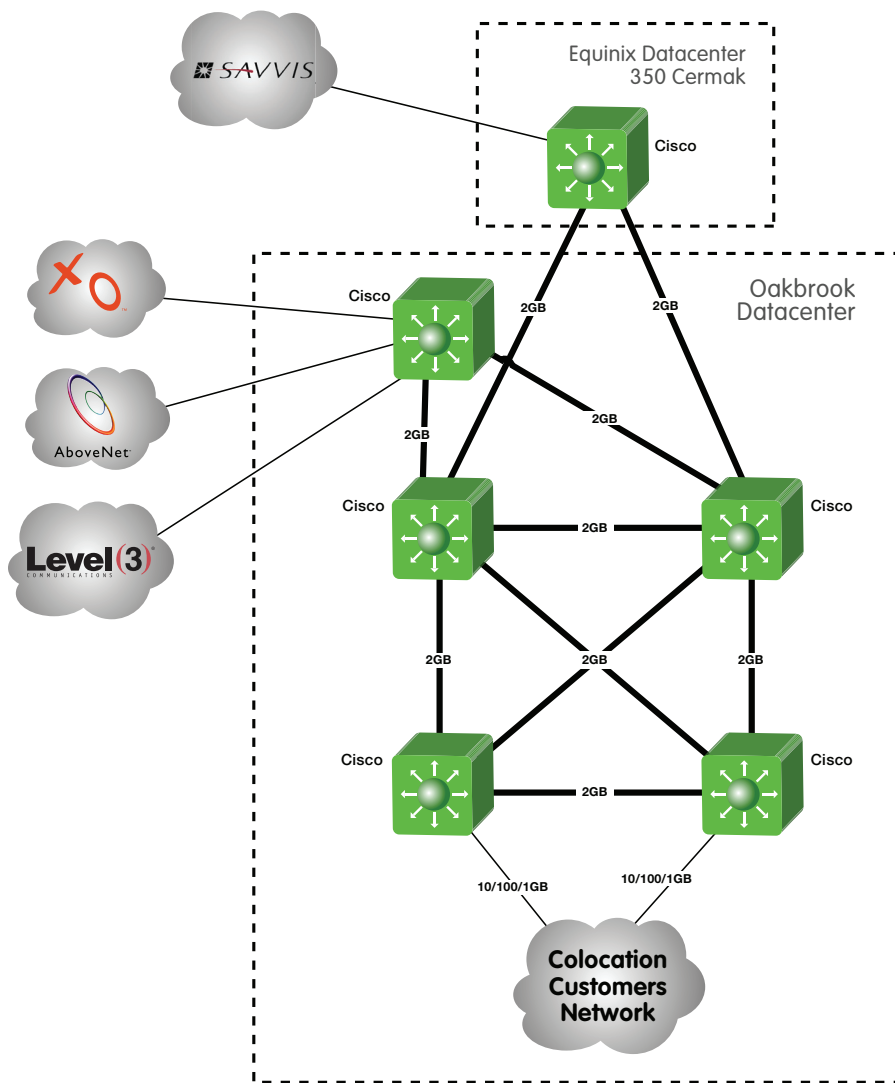 SAVVIS
Equinix Datacenter
350 Cermak
Cisco
XO™
Cisco
2GB
2GB
Oakbrook
Datacenter
AboveNet
2GB
2GB
Level(3)®
COMMUNICATIONS
Cisco
2GB
Cisco
2GB
2GB
2GB
Cisco
2GB
Cisco
10/100/1GB
10/100/1GB
Colocation
Customers
Network